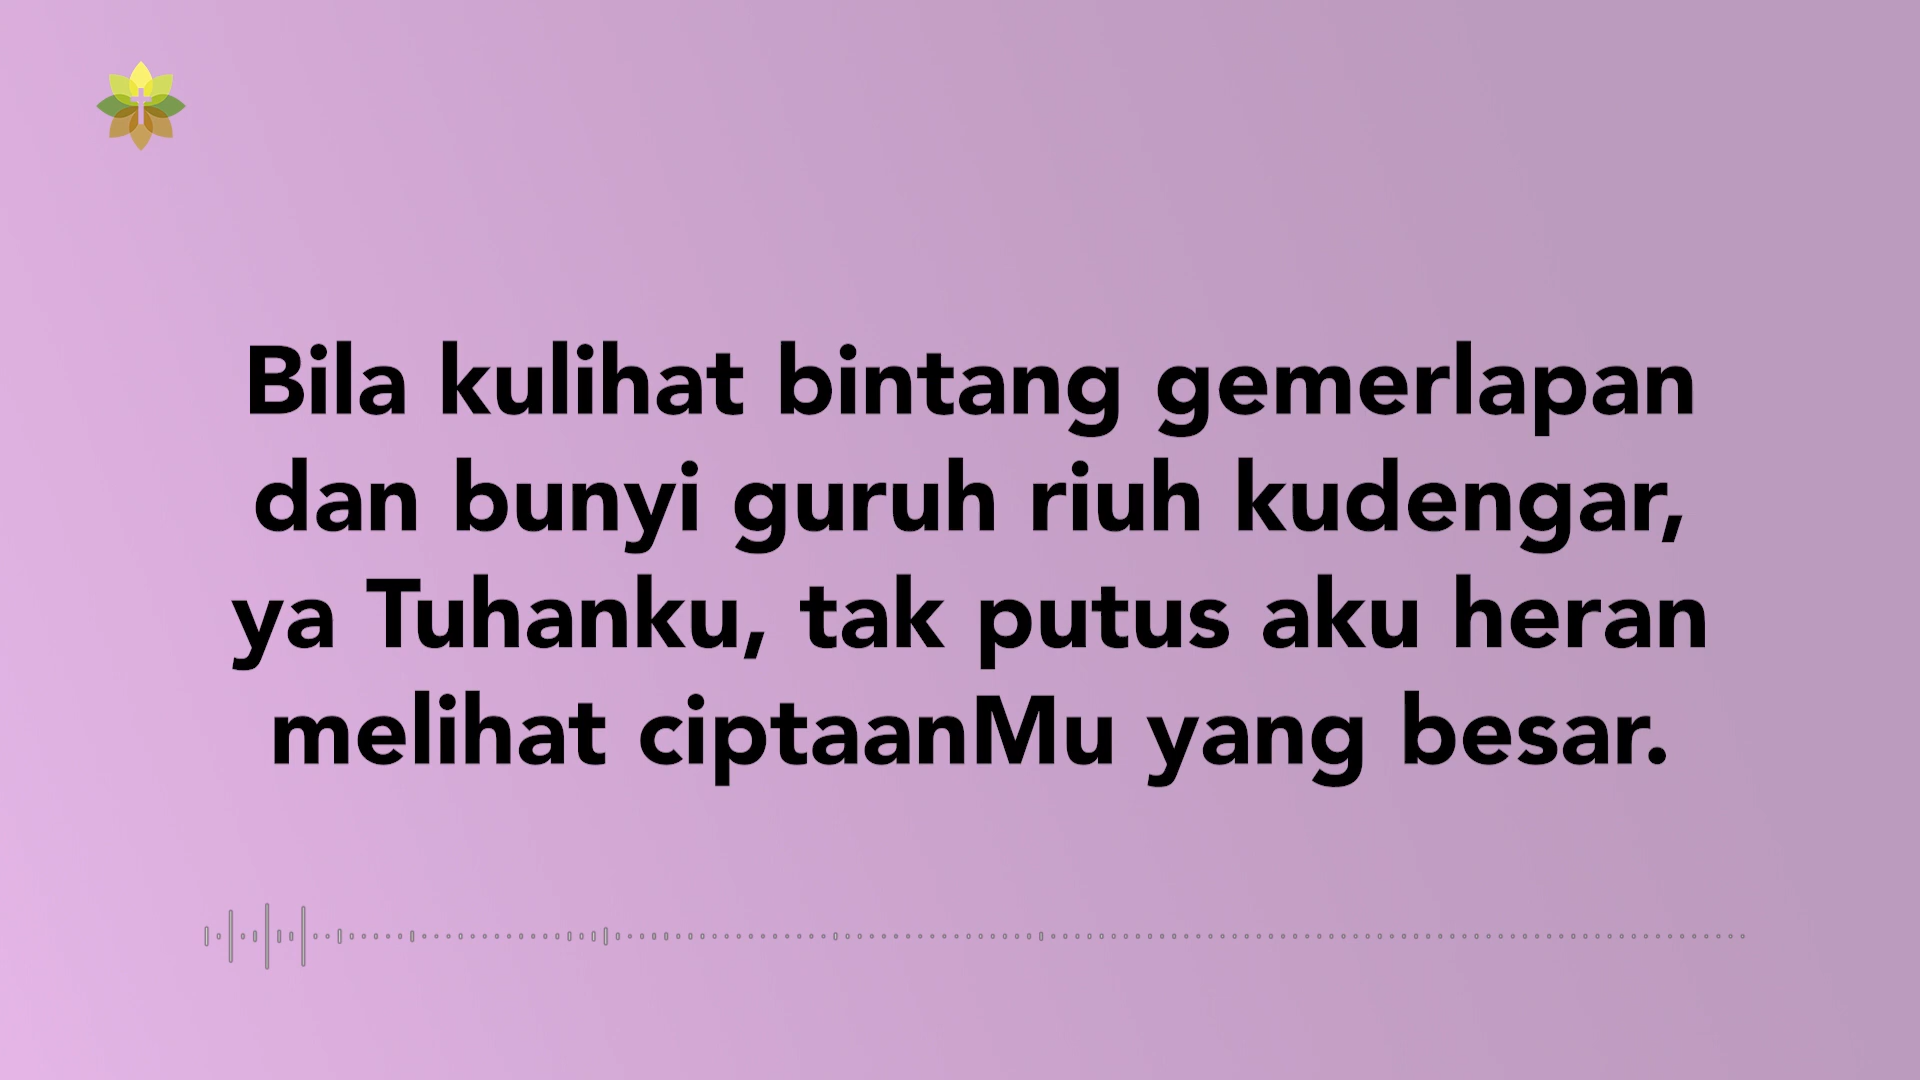 Bila kulihat bintang gemerlapan
dan bunyi guruh riuh kudengar,
ya Tuhanku, tak putus aku heran
melihat ciptaanMu yang besar.